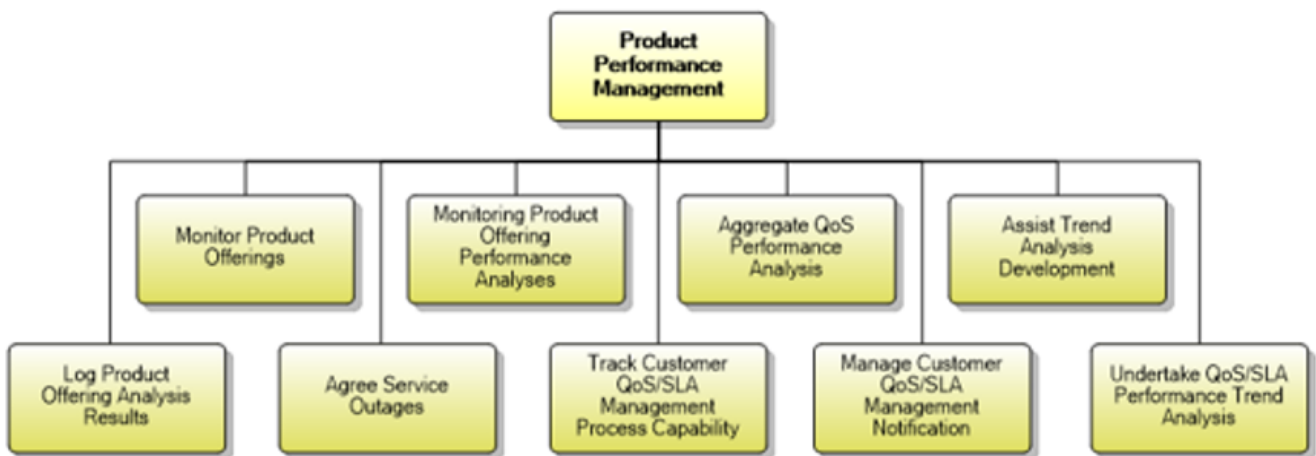 Product
Performance
Management
Monitor Product
Offerings
Monitoring Product
Offering
Performance
Analyses
Aggregate QoS
Performance
Analysis
Assist Trend
Analysis
Development
Log Product
Offering Analysis
Results
Agree Service
Outages
Track Customer
QoS/SLA
Management
Process Capability
Manage Customer
QoS/SLA
Management
Notification
Undertake QoS/SLA
Performance Trend
Analysis